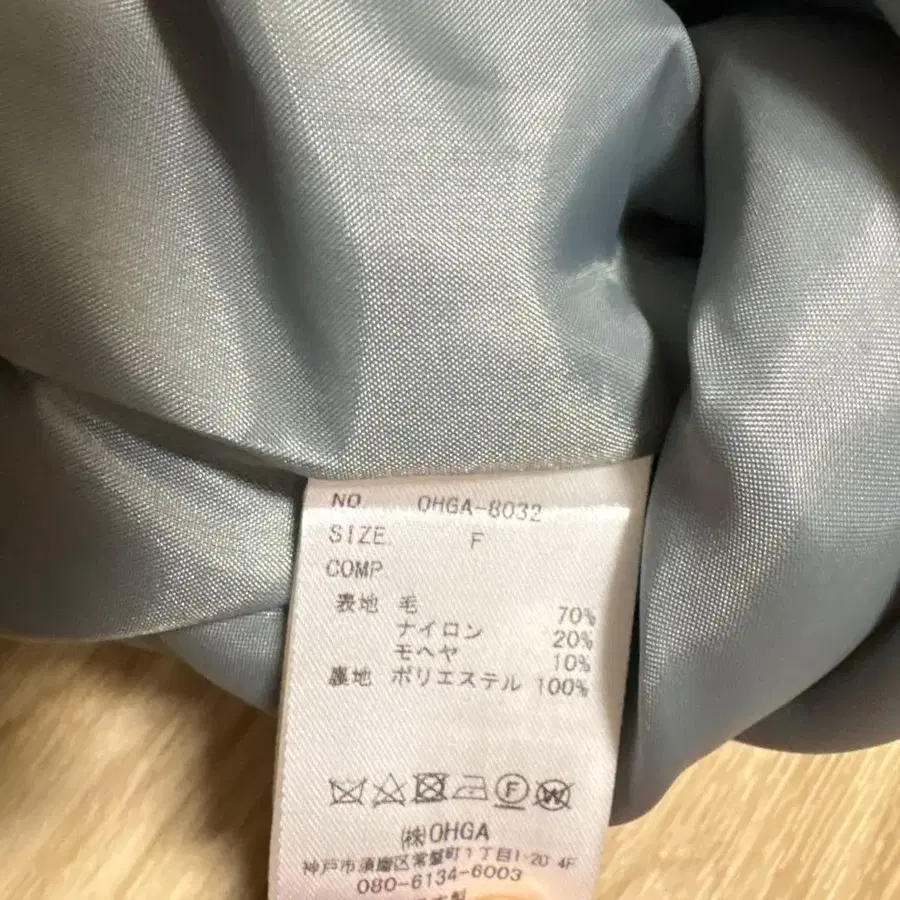 NO. OHGA-8032
SIZE F
COMP
表地 毛 70%
ナイロン 20%
モヘヤ 10%
裏地 ポリエステル 100%
F W
㈱OHGA
神戸市須磨区常盤町1丁目1-20 4F
080-6134-6003